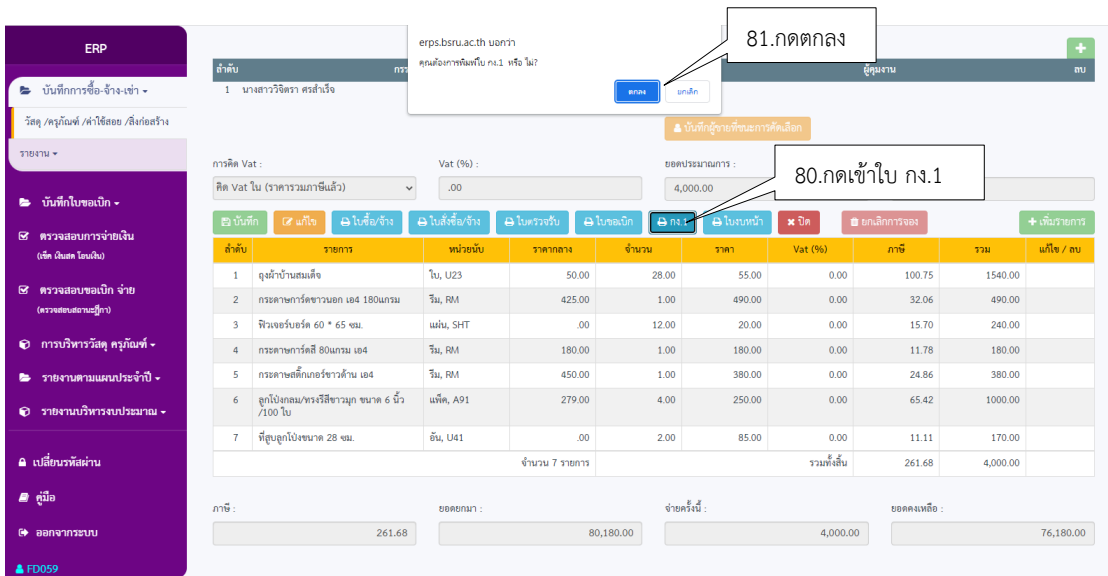 ERP
บันทึกการซื้อ-จ้าง-เช่า
วัสดุ /ครุภัณฑ์ /ค่าใช้สอย /สิ่งก่อสร้าง
รายงาน
บันทึกใบขอเบิก
ตรวจสอบการจ่ายเงิน
(เช็ค เงินสด โอนเงิน)
ตรวจสอบขอเบิก จ่าย
(ตรวจสอบสถานะฎีกา)
การบริหารวัสดุ ครุภัณฑ์
รายงานตามแผนประจำปี
รายงานบริหารงบประมาณ
เปลี่ยนรหัสผ่าน
คู่มือ
ออกจากระบบ
FD059
erps.bsru.ac.th บอกว่า
คุณต้องการพิมพ์ใบ กง.1 หรือ ไม่?
ตกลง ยกเลิก
81.กดตกลง
ลำดับ กรร ผู้คุมงาน ลบ
1 นางสาววิจิตรา ศรสำเร็จ
บันทึกผู้ขายที่ชนะการคัดเลือก
การคิด Vat : Vat (%) : ยอดประมาณการ :
คิด Vat ใน (ราคารวมภาษีแล้ว) .00 4,000.00
80.กดเข้าใบ กง.1
บันทึก แก้ไข ใบซื้อ/จ้าง ใบสั่งซื้อ/จ้าง ใบตรวจรับ ใบขอเบิก กง.1 ใบงบหน้า ปิด ยกเลิกการจอง + เพิ่มรายการ
ลำดับ รายการ หน่วยนับ ราคากลาง จำนวน ราคา Vat (%) ภาษี รวม แก้ไข / ลบ
1 ถุงผ้าบ้านสมเด็จ ใบ, U23 50.00 28.00 55.00 0.00 100.75 1540.00
2 กระดาษการ์ดขาวนอก เอ4 180แกรม รีม, RM 425.00 1.00 490.00 0.00 32.06 490.00
3 ฟิวเจอร์บอร์ด 60 * 65 ซม. แผ่น, SHT .00 12.00 20.00 0.00 15.70 240.00
4 กระดาษการ์ดสี 80แกรม เอ4 รีม, RM 180.00 1.00 180.00 0.00 11.78 180.00
5 กระดาษสติ๊กเกอร์ขาวด้าน เอ4 รีม, RM 450.00 1.00 380.00 0.00 24.86 380.00
6 ลูกโป่งกลม/ทรงรีสีขาวมุก ขนาด 6 นิ้ว แพ็ค, A91 279.00 4.00 250.00 0.00 65.42 1000.00
/100 ใบ
7 ที่สูบลูกโป่งขนาด 28 ซม. อัน, U41 .00 2.00 85.00 0.00 11.11 170.00
จำนวน 7 รายการ รวมทั้งสิ้น 261.68 4,000.00
ภาษี : ยอดยกมา : จ่ายครั้งนี้ : ยอดคงเหลือ :
261.68 80,180.00 4,000.00 76,180.00